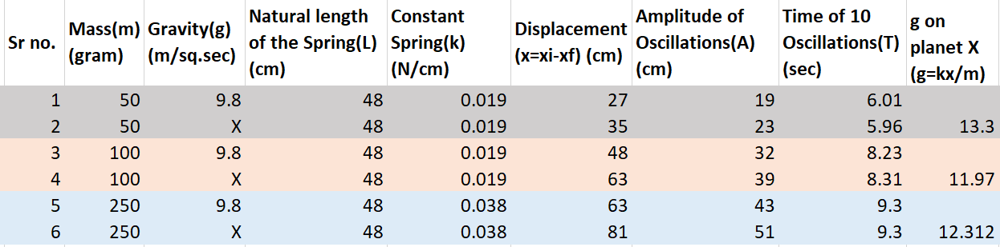 Sr no. Mass(m) (gram) Gravity(g) (m/sq.sec) Natural length of the Spring(L) (cm) Constant Spring(k) (N/cm) Displacement (x=xi-xf) (cm) Amplitude of Oscillations(A) (cm) Time of 10 Oscillations(T) (sec) g on planet X (g=kx/m)
1 50 9.8 48 0.019 27 19 6.01
2 50 X 48 0.019 35 23 5.96 13.3
3 100 9.8 48 0.019 48 32 8.23
4 100 X 48 0.019 63 39 8.31 11.97
5 250 9.8 48 0.038 63 43 9.3
6 250 X 48 0.038 81 51 9.3 12.312